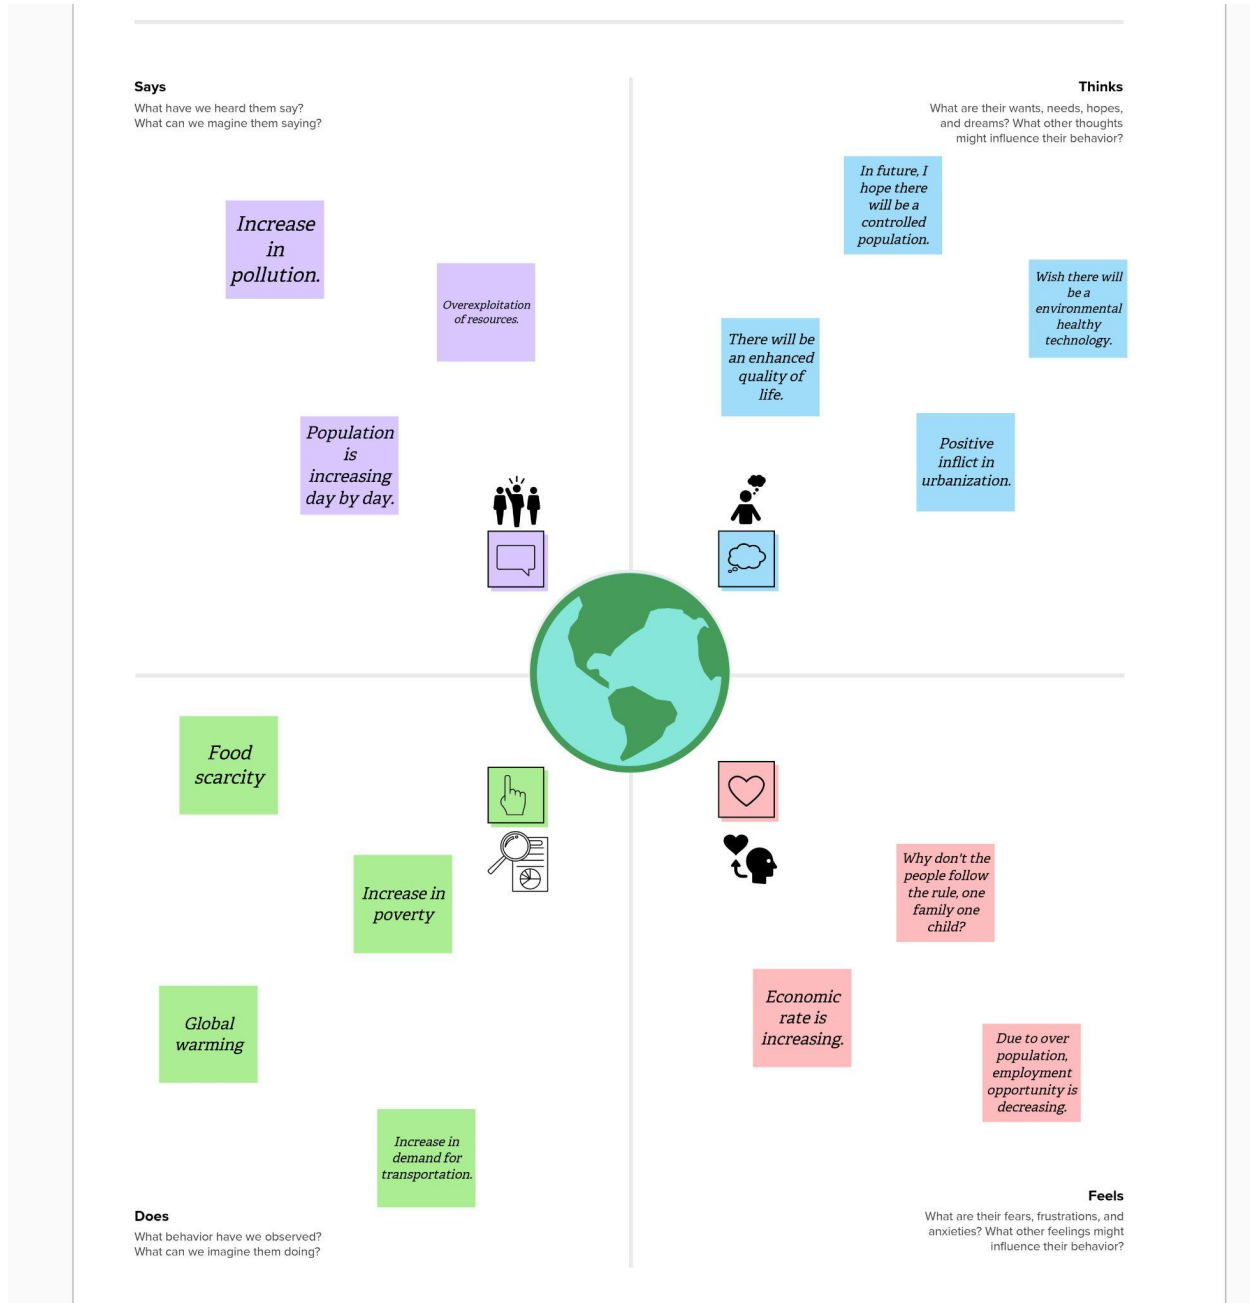 Says
What have we heard them say?
What can we magine them saying?
Increase
in
pollution.
Overexploitation
of resources.
Population
is
increasing
day by day.
Thinks
What are their wants, needs, hopes,
and dreams? What other thoughts
might influence their behavior?
In future, I
hope there
will be a
controlled
population.
Wish there will
be a
environmental
healthy
technology.
There will be
an enhanced
quality of
life.
Positive
inflict in
urbanization.
Food
scarcity
Increase in
poverty
Global
warming
Increase in
demand for
transportation.
Does
What behavior have we observed?
What can we imagine them doing?
Why don't the
people follow
the rule, one
family one
child?
Economic
rate is
increasing.
Due to over
population,
employment
opportunity is
decreasing.
Feels
What are their fears, frustrations, and
anxieties? What other feelings might
influence their behavior?